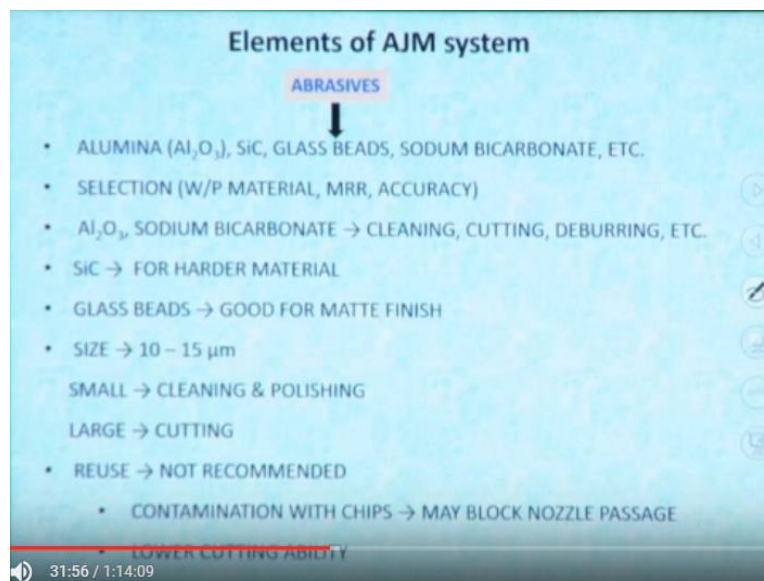 Elements of AJM system
ABRASIVES
• ALUMINA (Al₂O₃), SiC, GLASS BEADS, SODUM BICARBONATE, ETC.
• SELECTION (W/P MATERIAL, MRR, ACCURACY)
• Al₂O₃, SODIUM BICARBONATE → CLEANING, CUTTING, DEBURRING, ETC.
• SiC → FOR HARDER MATERIAL
• GLASS BEADS → GOOD FOR MATTE FINISH
• SIZE → 10 – 15 μm
SMALL → CLEANING & POLISHING
LARGE → CUTTING
• REUSE → NOT RECOMMENDED
• CONTAMINATION WITH CHIPS → MAY BLOCK NOZZLE PASSAGE
• LOWER CUTTING ABILITY
31:56 / 1:14:09